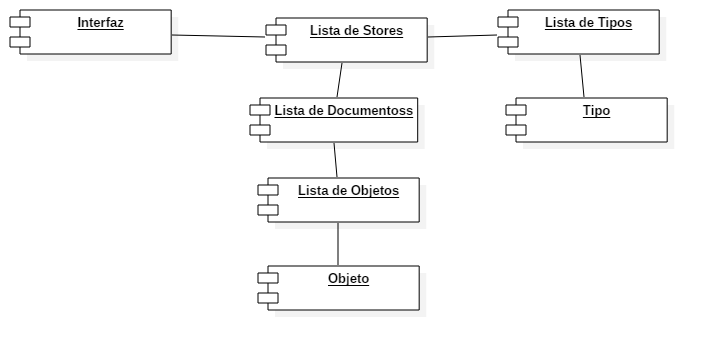 Interfaz
Lista de Stores
Lista de Tipos
Lista de Documentoss
Tipo
Lista de Objetos
Objeto